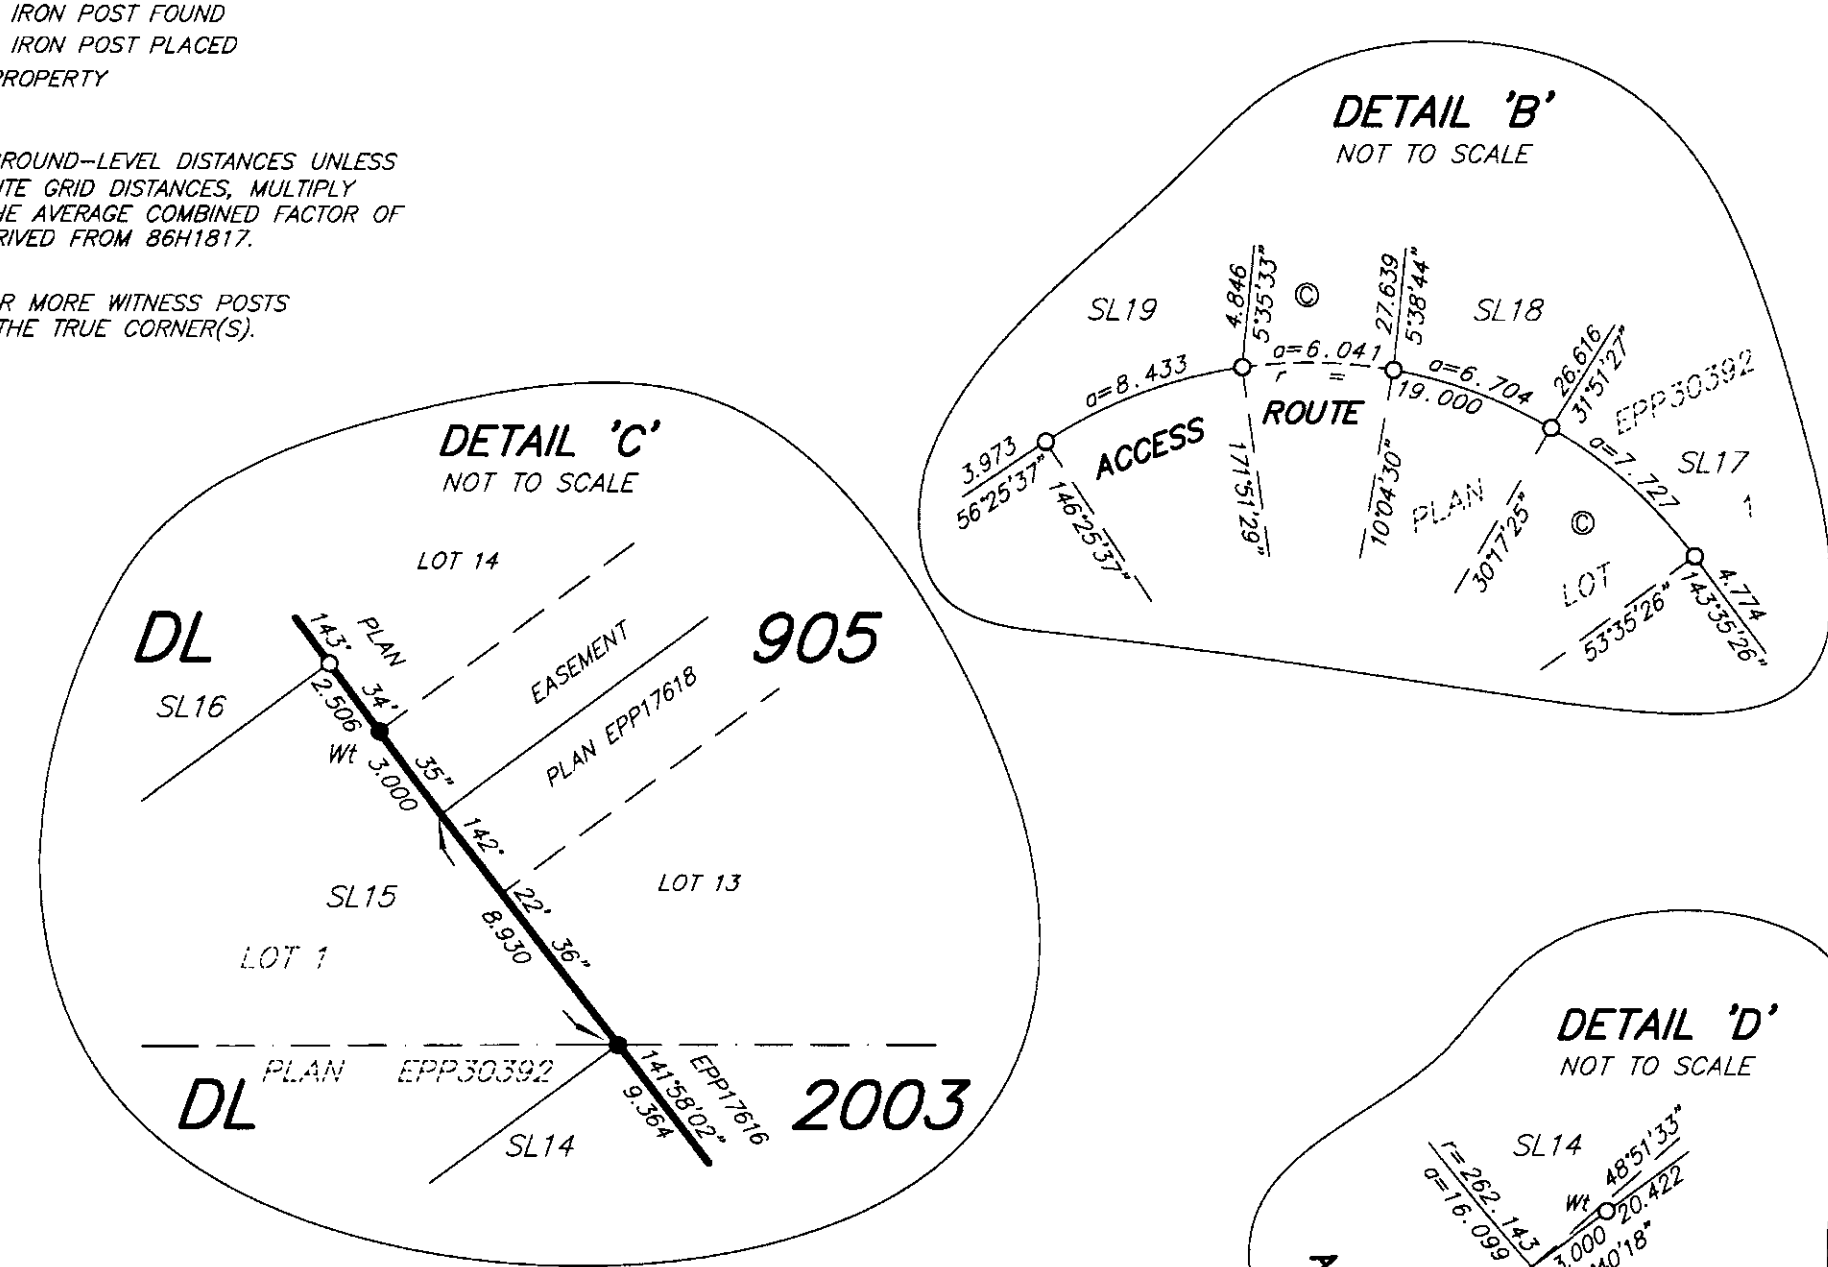 IRON POST FOUND
IRON POST PLACED
PROPERTY
GROUND-LEVEL DISTANCES UNLESS
GRID DISTANCES, MULTIPLY
AVERAGE COMBINED FACTOR OF
FROM 86H1817.
MORE WITNESS POSTS
THE TRUE CORNER(S).
DETAIL 'B'
NOT TO SCALE
SL19
4.846
5°35'33"
©
27.639
5°38'44"
SL18
26.616
31°51'27"
EPP30392
a=8.433
a=6.041
r =
19.000
a=6.704
a=7.727
SL17
1
3.973
56°25'37"
146°25'37"
ACCESS
ROUTE
171°51'29"
10°04'30"
PLAN
30°17'25"
©
LOT
53°35'26"
4.774
143°35'26"
DETAIL 'C'
NOT TO SCALE
LOT 14
DL
905
143°
PLAN
34'
2.506
SL16
EASEMENT
PLAN EPP17618
Wt
3.000
35"
142°
22'
36"
8.930
SL15
LOT 13
LOT 1
PLAN EPP30392
DL
2003
141°58'02"
9.364
EPP17616
SL14
DETAIL 'D'
NOT TO SCALE
SL14
r=262.143
a=16.099
Wt
48°51'33"
20.422
3.000
40'18"